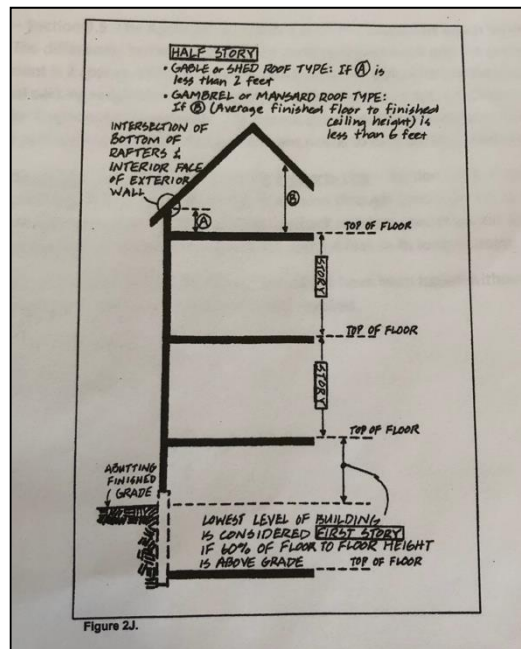 HALF STORY
• GABLE or SHED ROOF TYPE: If Ⓐ is
less than 2 feet
• GAMBREL or MANSARD ROOF TYPE:
If Ⓑ (Average finished floor to finished
ceiling height) is
less than 6 feet
INTERSECTION OF
BOTTOM OF
RAFTERS &
INTERIOR FACE
OF EXTERIOR
WALL
Ⓑ
Ⓐ
TOP OF FLOOR
STORY
TOP OF FLOOR
STORY
TOP OF FLOOR
ABUTTING
FINISHED
GRADE
LOWEST LEVEL OF BUILDING
IS CONSIDERED FIRST STORY
IF 60% OF FLOOR TO FLOOR HEIGHT
IS ABOVE GRADE
TOP OF FLOOR
Figure 2J.